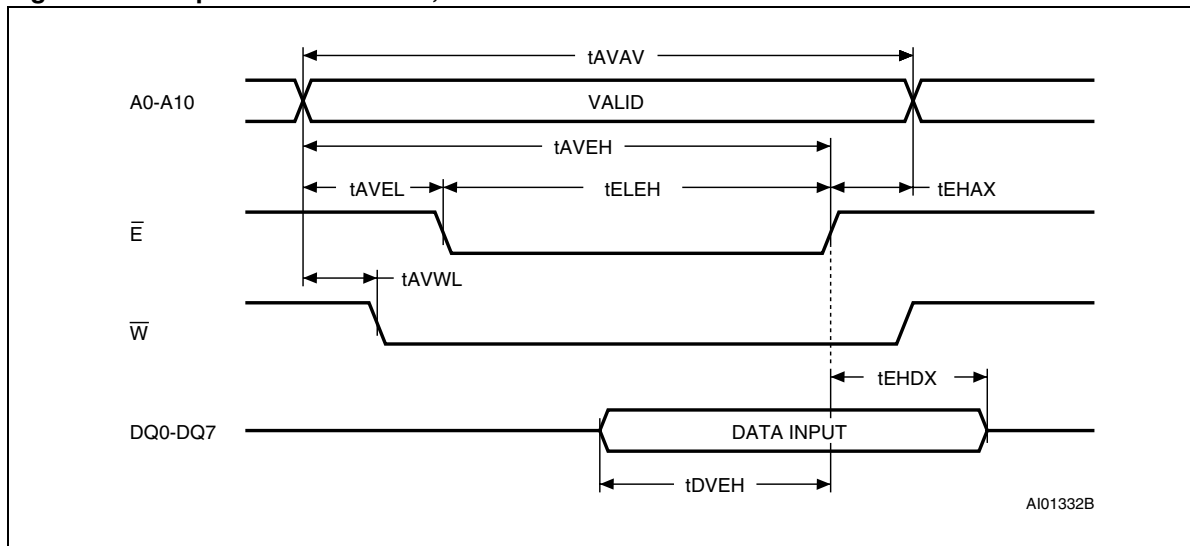 tAVAV
A0-A10
VALID
tAVEH
tAVEL
tELEH
tEHAX
E̅
tAVWL
W̅
tEHDX
DQ0-DQ7
DATA INPUT
tDVEH
AI01332B